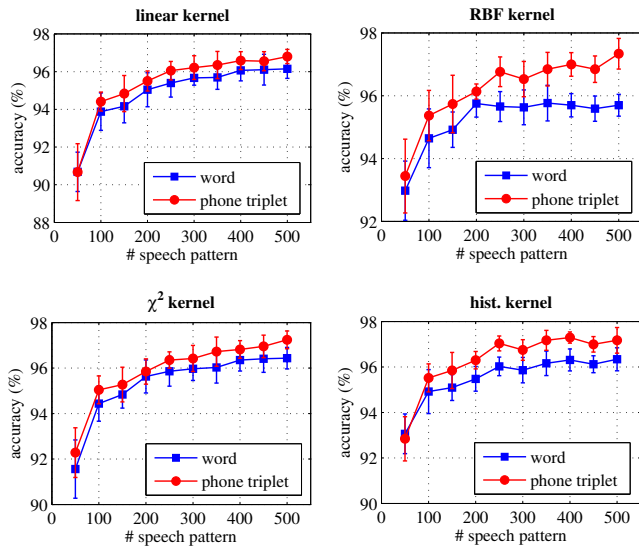 linear kernel
accuracy (%)
98
96
94
92
90
88
0 100 200 300 400 500
# speech pattern
word
phone triplet
RBF kernel
accuracy (%)
98
96
94
92
0 100 200 300 400 500
# speech pattern
word
phone triplet
χ² kernel
accuracy (%)
98
96
94
92
90
0 100 200 300 400 500
# speech pattern
word
phone triplet
hist. kernel
accuracy (%)
98
96
94
92
90
0 100 200 300 400 500
# speech pattern
word
phone triplet